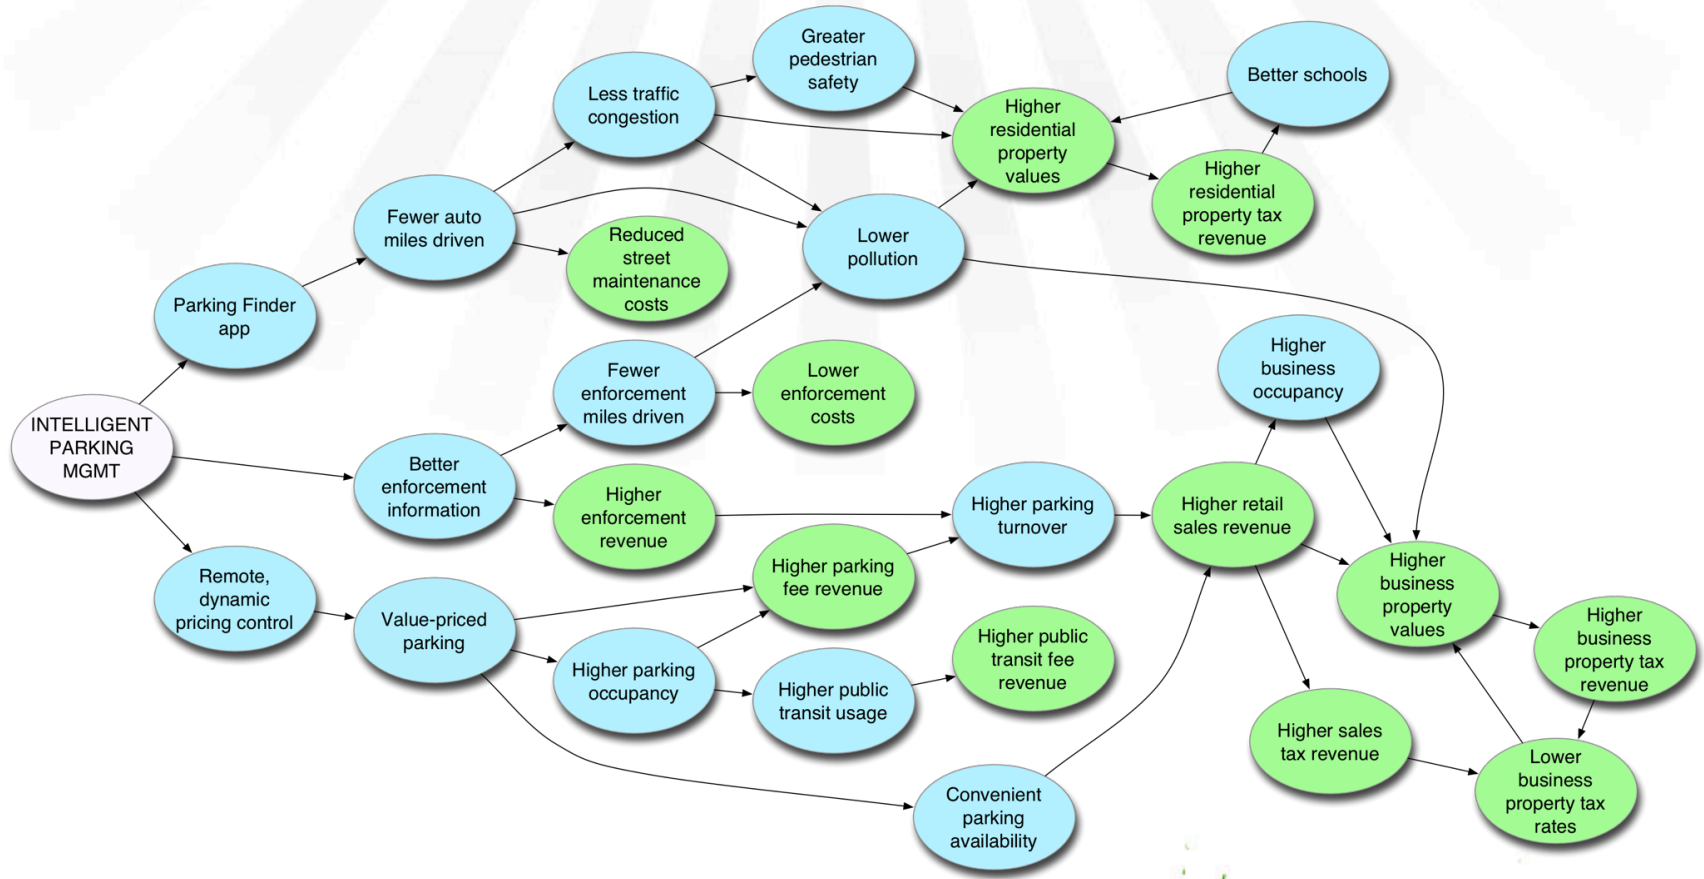 Greater
pedestrian
safety
Better schools
Less traffic
congestion
Higher
residential
property
values
Higher
residential
property tax
revenue
Fewer auto
miles driven
Reduced
street
maintenance
costs
Lower
pollution
Parking Finder
app
Higher
business
occupancy
Fewer
enforcement
miles driven
Lower
enforcement
costs
INTELLIGENT
PARKING
MGMT
Better
enforcement
information
Higher
enforcement
revenue
Higher parking
turnover
Higher retail
sales revenue
Higher parking
fee revenue
Higher
business
property
values
Remote,
dynamic
pricing control
Value-priced
parking
Higher parking
occupancy
Higher public
transit usage
Higher public
transit fee
revenue
Higher
business
property tax
revenue
Higher sales
tax revenue
Lower
business
property tax
rates
Convenient
parking
availability